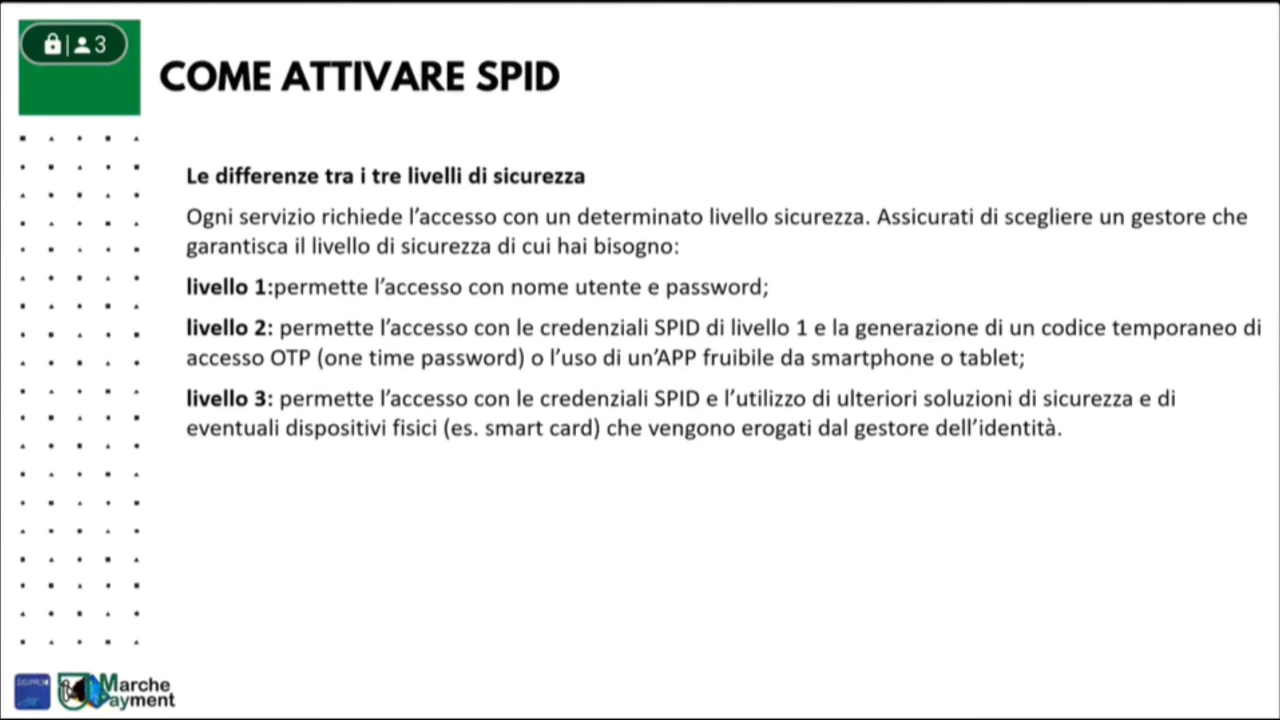 3
COME ATTIVARE SPID
Le differenze tra i tre livelli di sicurezza
Ogni servizio richiede l’accesso con un determinato livello sicurezza. Assicurati di scegliere un gestore che
garantisca il livello di sicurezza di cui hai bisogno:
livello 1:permette l’accesso con nome utente e password;
livello 2: permette l’accesso con le credenziali SPID di livello 1 e la generazione di un codice temporaneo di
accesso OTP (one time password) o l’uso di un’APP fruibile da smartphone o tablet;
livello 3: permette l’accesso con le credenziali SPID e l’utilizzo di ulteriori soluzioni di sicurezza e di
eventuali dispositivi fisici (es. smart card) che vengono erogati dal gestore dell’identità.
Marche
Payment